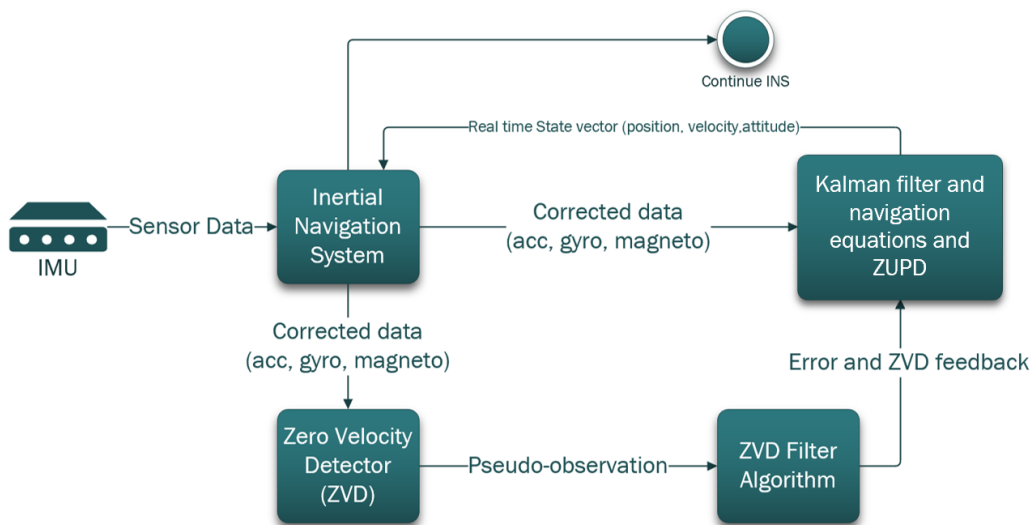 Continue INS
Real time State vector (position, velocity,attitude)
Inertial
Navigation
System
Kalman filter and
navigation
equations and
ZUPD
Sensor Data
IMU
Corrected data
(acc, gyro, magneto)
Corrected data
(acc, gyro, magneto)
Error and ZVD feedback
Zero Velocity
Detector
(ZVD)
Pseudo-observation
ZVD Filter
Algorithm